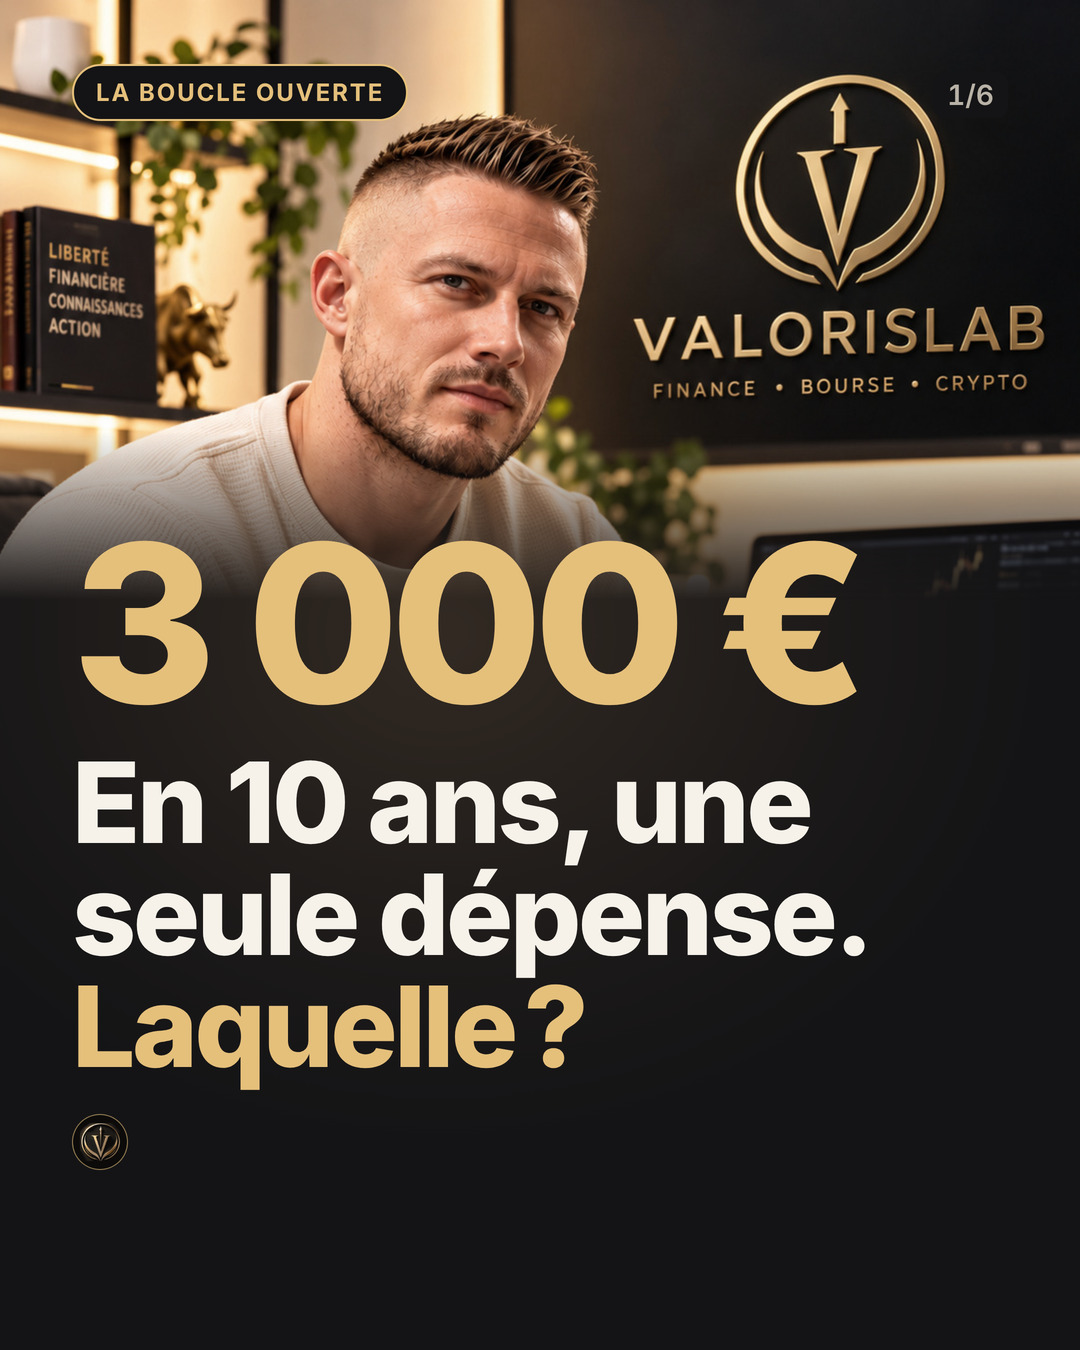 LA BOUCLE OUVERTE
1/6
LIBERTÉ
FINANCIÈRE
CONNAISSANCES
ACTION
VALORISLAB
FINANCE • BOURSE • CRYPTO
3 000 €
En 10 ans, une
seule dépense.
Laquelle ?